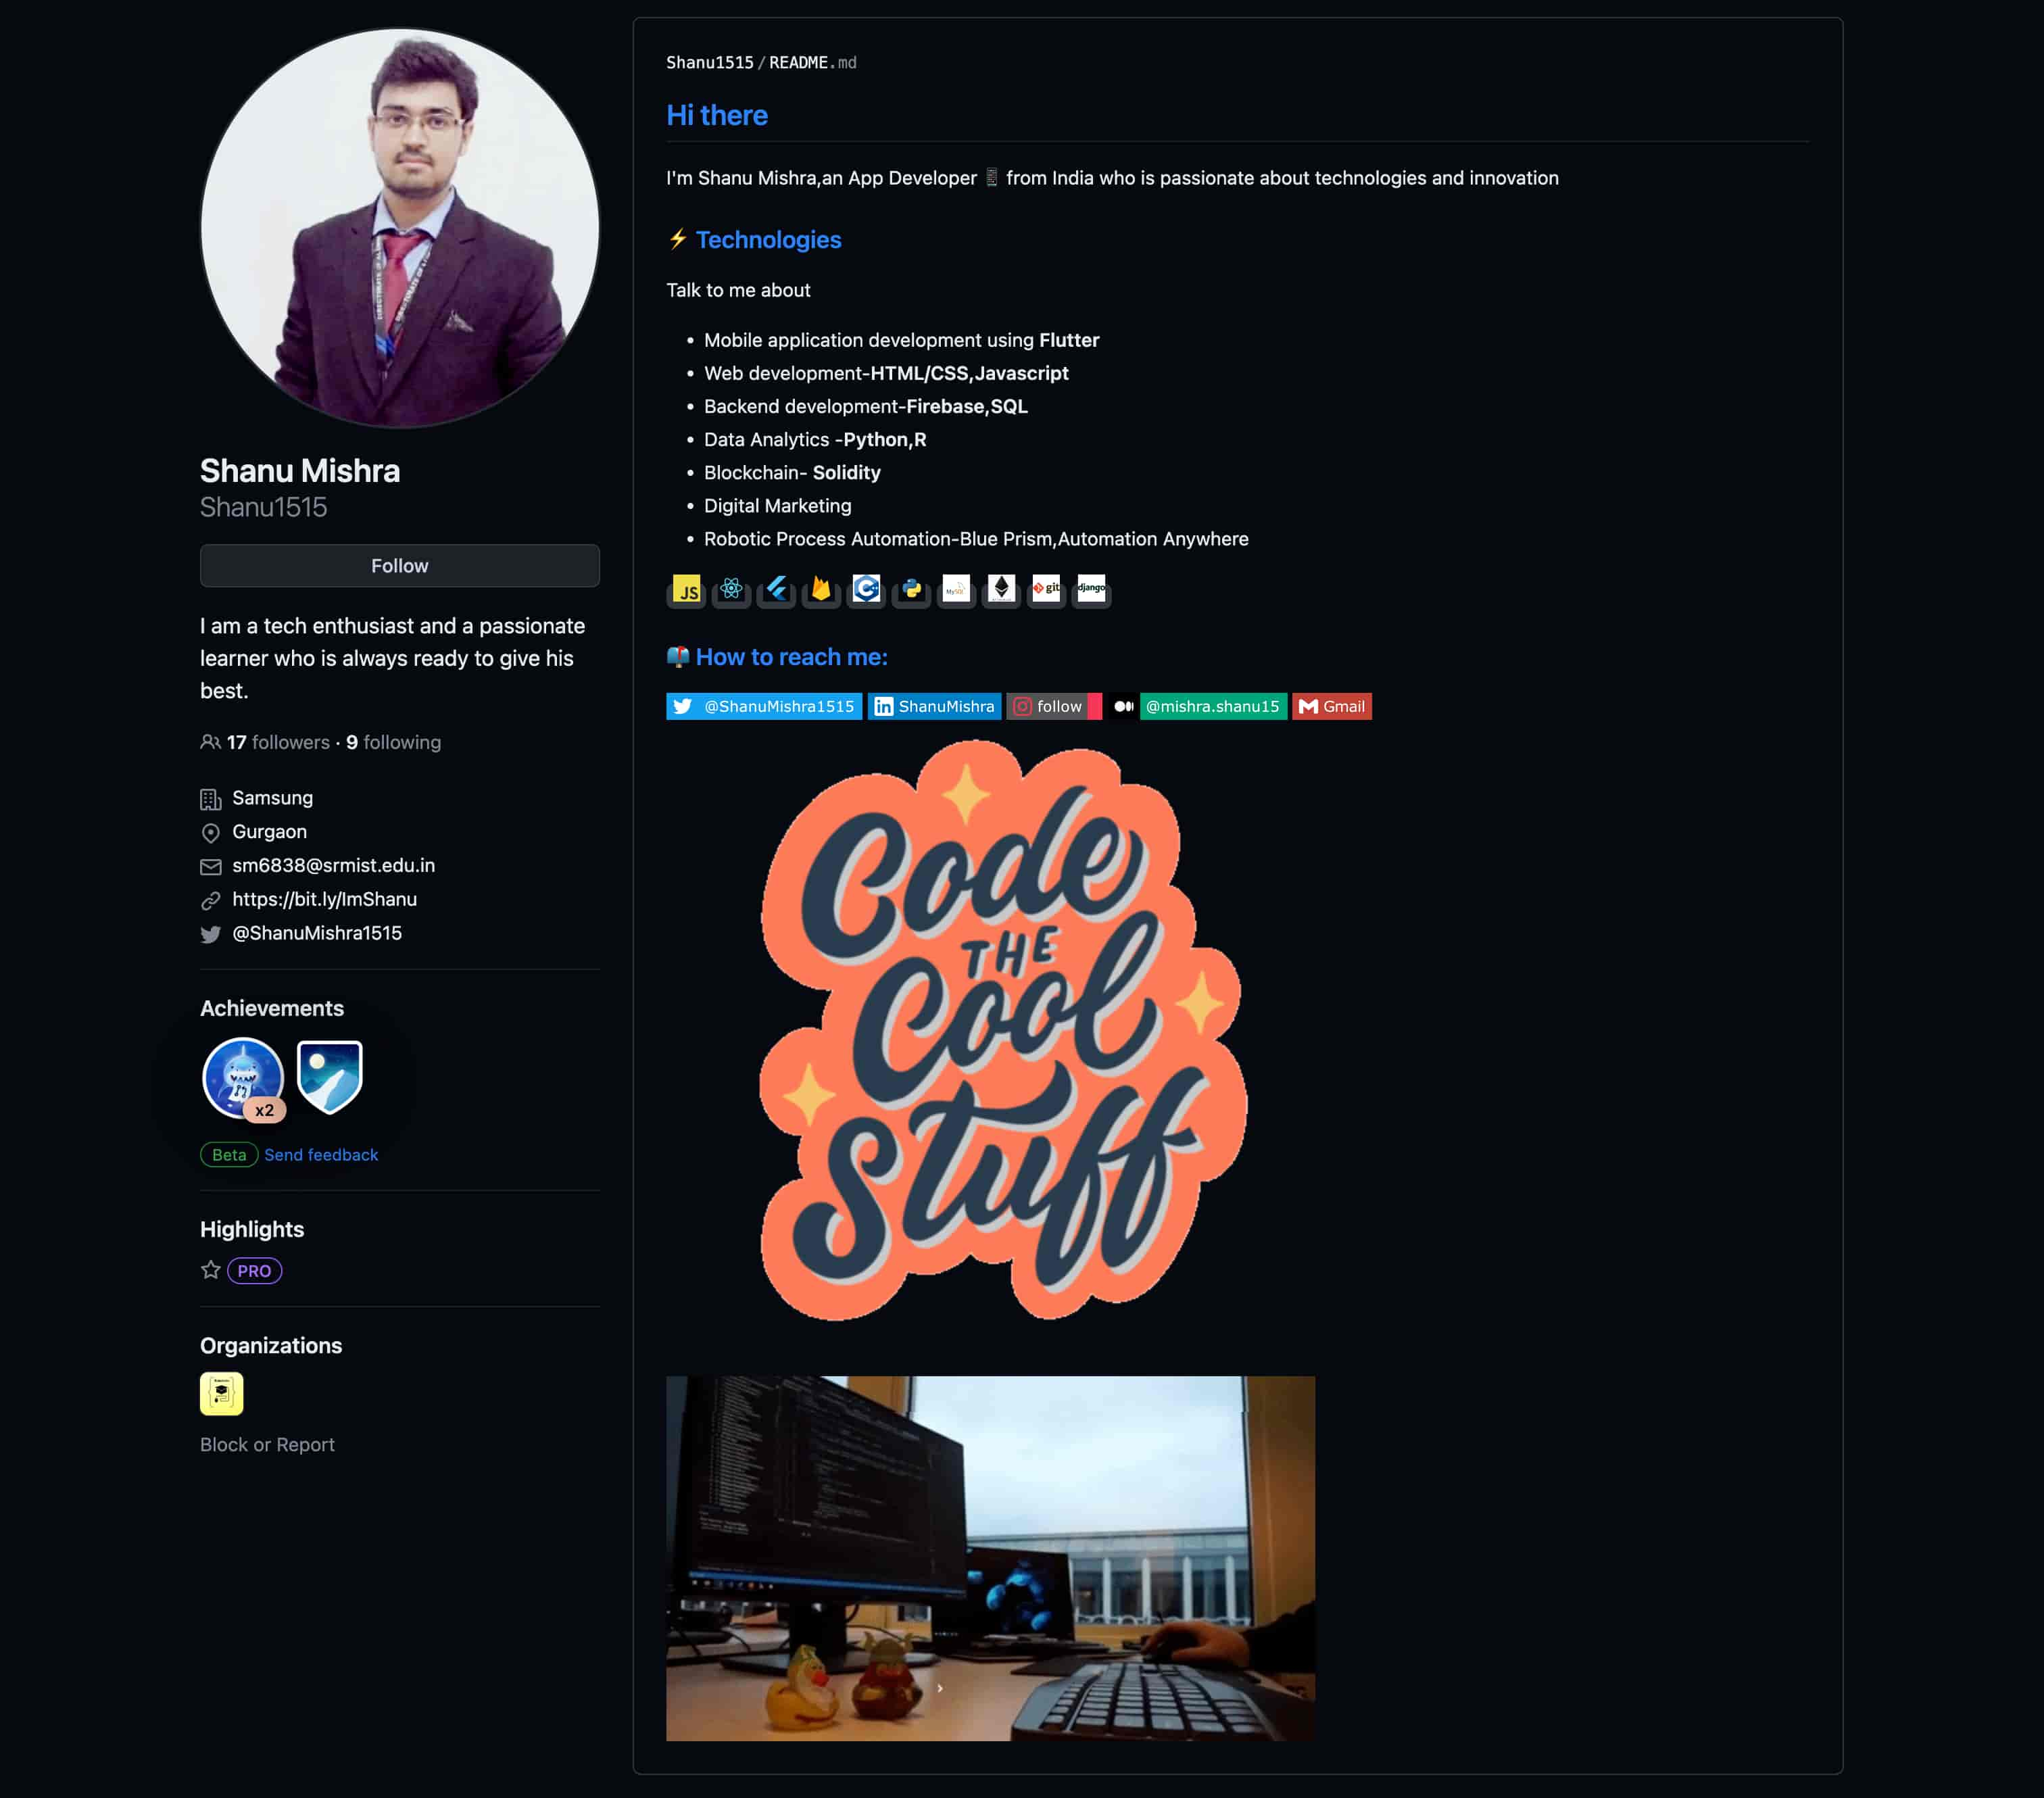 Shanu Mishra
Shanu1515
Follow
I am a tech enthusiast and a passionate
learner who is always ready to give his
best.
17 followers · 9 following
Samsung
Gurgaon
sm6838@srmist.edu.in
https://bit.ly/ImShanu
@ShanuMishra1515
Achievements
x2
Beta Send feedback
Highlights
PRO
Organizations
Block or Report
Shanu1515/README.md
Hi there
I'm Shanu Mishra,an App Developer 📱 from India who is passionate about technologies and innovation
⚡ Technologies
Talk to me about
• Mobile application development using Flutter
• Web development-HTML/CSS,Javascript
• Backend development-Firebase,SQL
• Data Analytics -Python,R
• Blockchain- Solidity
• Digital Marketing
• Robotic Process Automation-Blue Prism,Automation Anywhere
JS C++ MySQL git django
📫 How to reach me:
@ShanuMishra1515 in ShanuMishra follow @mishra.shanu15 Gmail
Code
THE
Cool
Stuff